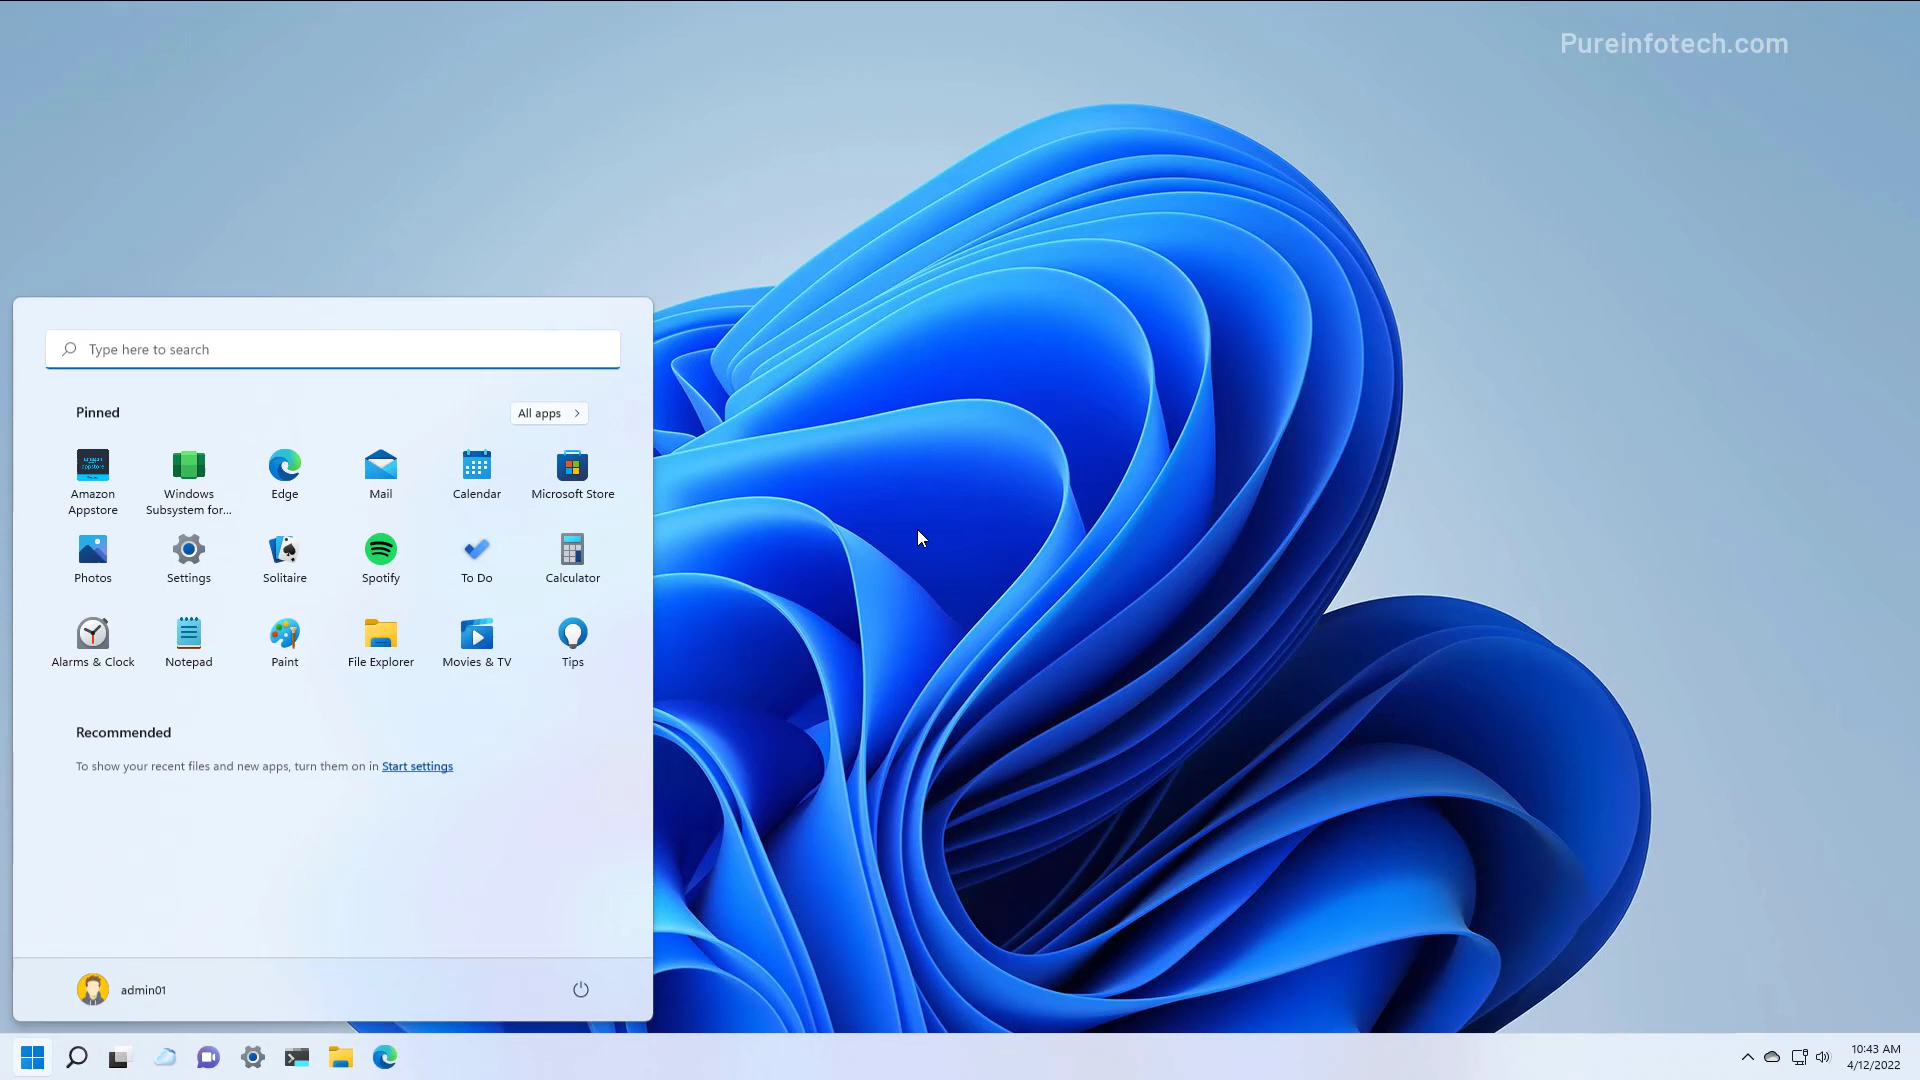 Pureinfotech.com
Type here to search
Pinned
All apps
Amazon
Appstore
Windows
Subsystem for...
Edge
Mail
Calendar
Microsoft Store
Photos
Settings
Solitaire
Spotify
To Do
Calculator
Alarms & Clock
Notepad
Paint
File Explorer
Movies & TV
Tips
Recommended
To show your recent files and new apps, turn them on in Start settings
admin01
10:43 AM
4/12/2022